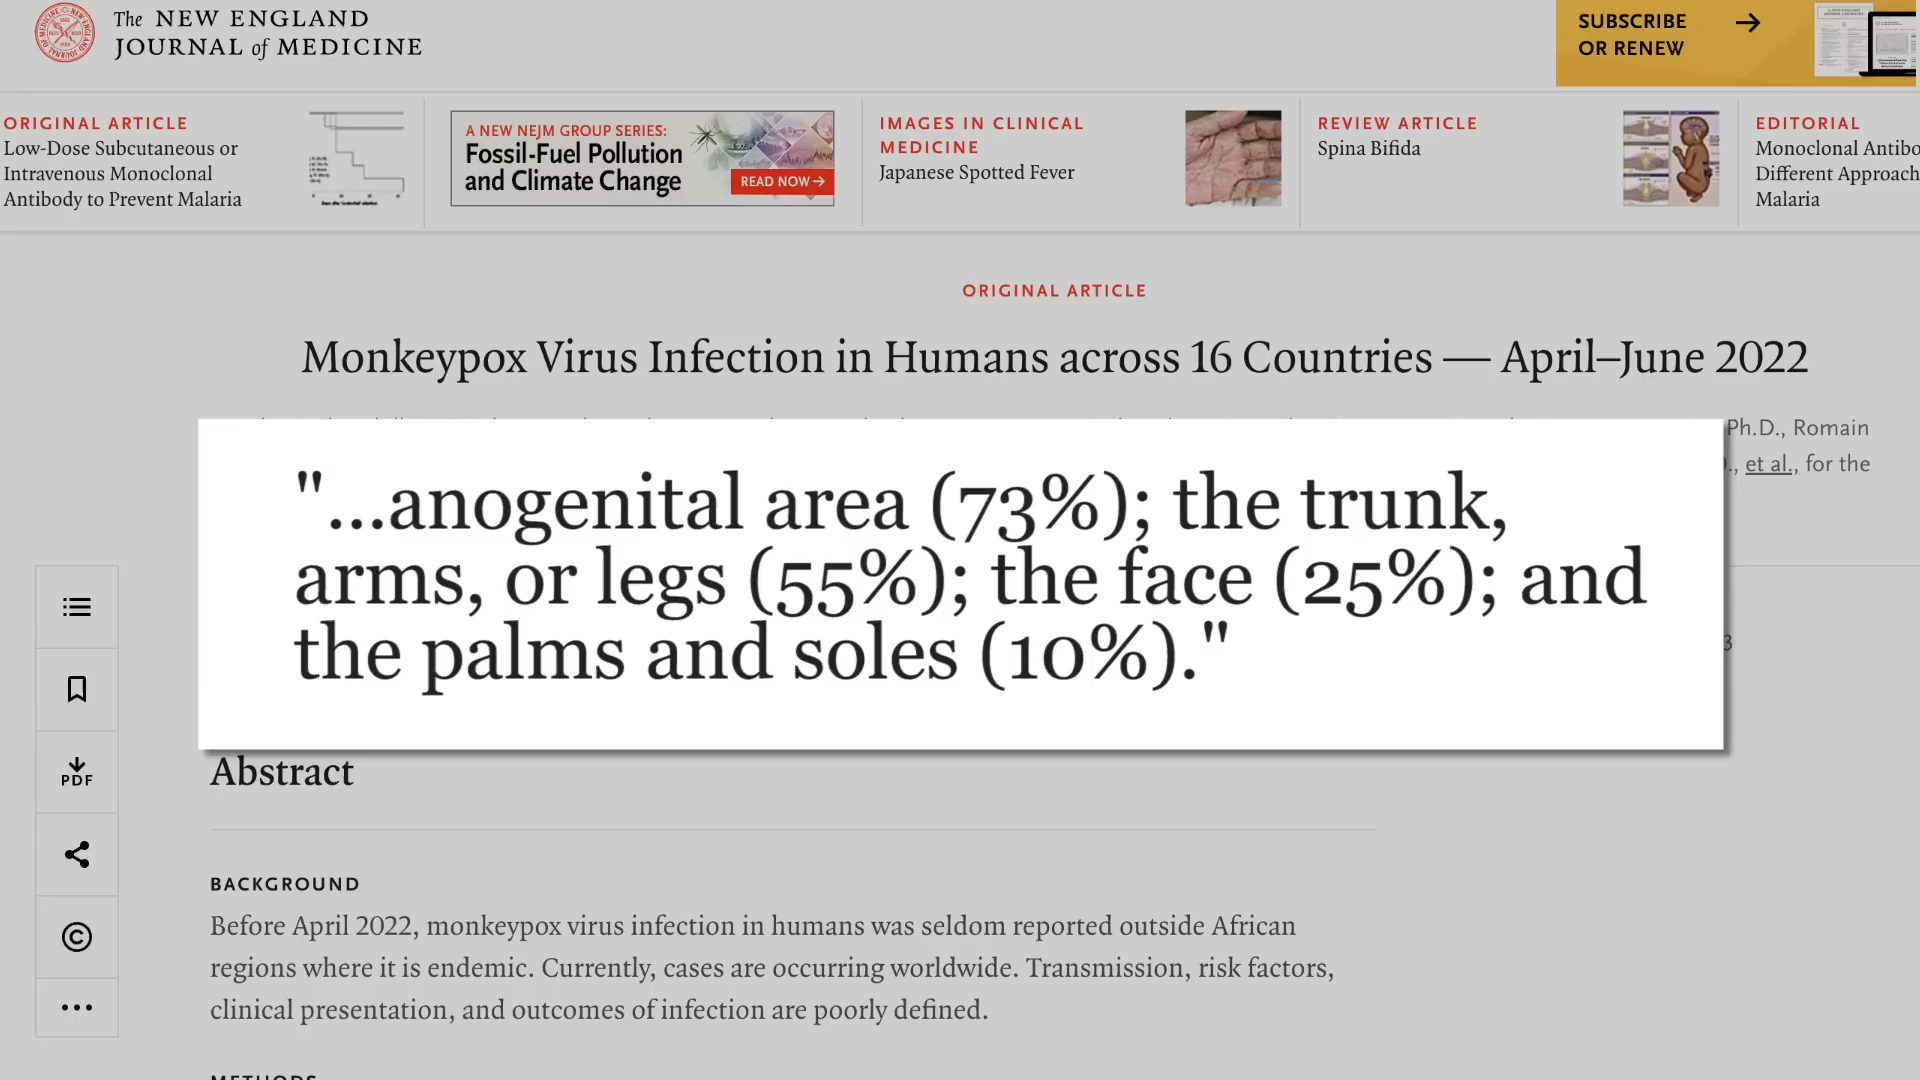 The NEW ENGLAND
JOURNAL of MEDICINE
SUBSCRIBE
OR RENEW
ORIGINAL ARTICLE
Low-Dose Subcutaneous or
Intravenous Monoclonal
Antibody to Prevent Malaria
A NEW NEJM GROUP SERIES:
Fossil-Fuel Pollution
and Climate Change
READ NOW→
IMAGES IN CLINICAL
MEDICINE
Japanese Spotted Fever
REVIEW ARTICLE
Spina Bifida
EDITORIAL
Monoclonal Antibo
Different Approach
Malaria
ORIGINAL ARTICLE
Monkeypox Virus Infection in Humans across 16 Countries — April–June 2022
Ph.D., Romain
et al., for the
"...anogenital area (73%); the trunk,
arms, or legs (55%); the face (25%); and
the palms and soles (10%)."
3
PDF
Abstract
BACKGROUND
Before April 2022, monkeypox virus infection in humans was seldom reported outside African
regions where it is endemic. Currently, cases are occurring worldwide. Transmission, risk factors,
clinical presentation, and outcomes of infection are poorly defined.
METHODS